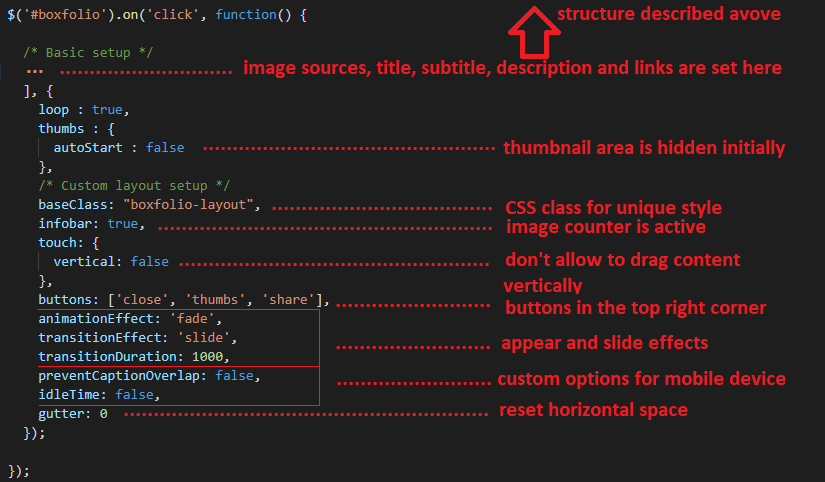 $('#boxfolio').on('click', function() {
structure described avove
/* Basic setup */
... ............................. image sources, title, subtitle, description and links are set here
], {
loop : true,
thumbs : {
autoStart : false ................................................. thumbnail area is hidden initially
},
/* Custom layout setup */
baseClass: "boxfolio-layout", ..................................... CSS class for unique style
infobar: true, ........................................................ image counter is active
touch: {
vertical: false .................................................... don't allow to drag content
},
vertically
buttons: ['close', 'thumbs', 'share'], .......................... buttons in the top right corner
animationEffect: 'fade',
transitionEffect: 'slide',
transitionDuration: 1000, .......................... appear and slide effects
preventCaptionOverlap: false, .......................... custom options for mobile device
idleTime: false,
gutter: 0 ............................................................. reset horizontal space
});
});